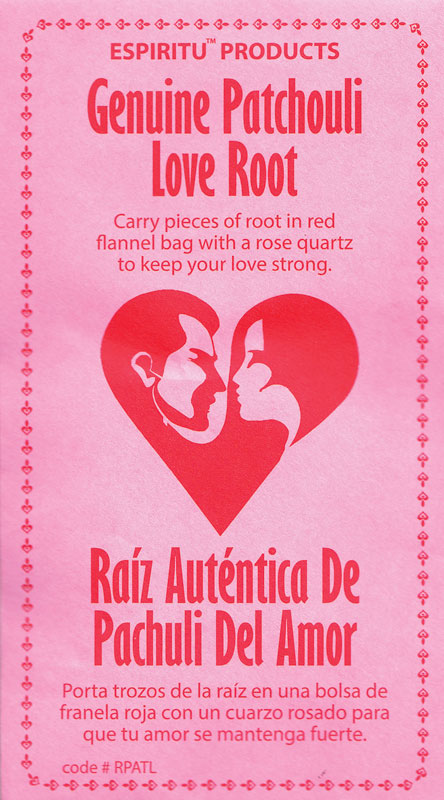 ESPIRITU™ PRODUCTS
Genuine Patchouli
Love Root
Carry pieces of root in red
flannel bag with a rose quartz
to keep your love strong.
Raíz Auténtica De
Pachuli Del Amor
Porta trozos de la raíz en una bolsa de
franela roja con un cuarzo rosado para
que tu amor se mantenga fuerte.
code # RPATL